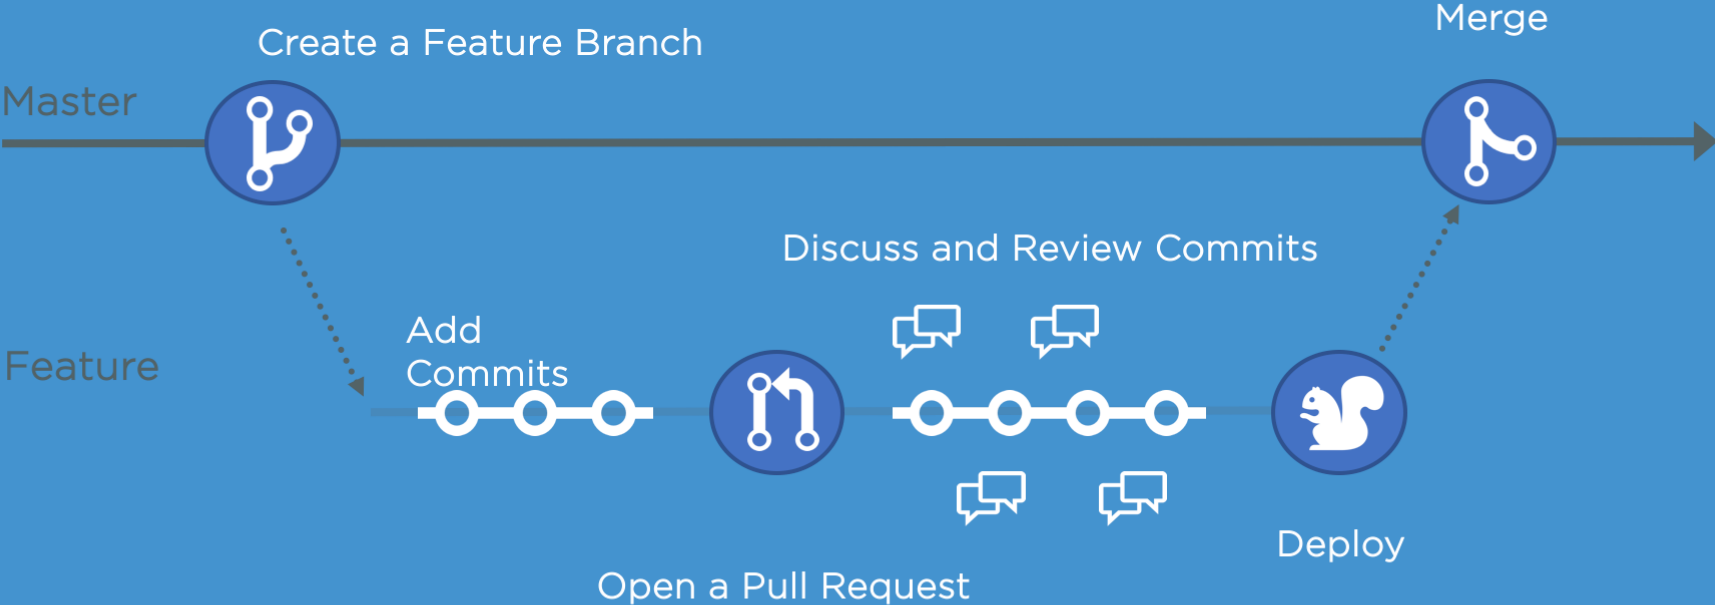 Merge
Create a Feature Branch
Master
Discuss and Review Commits
Add
Commits
Feature
Deploy
Open a Pull Request